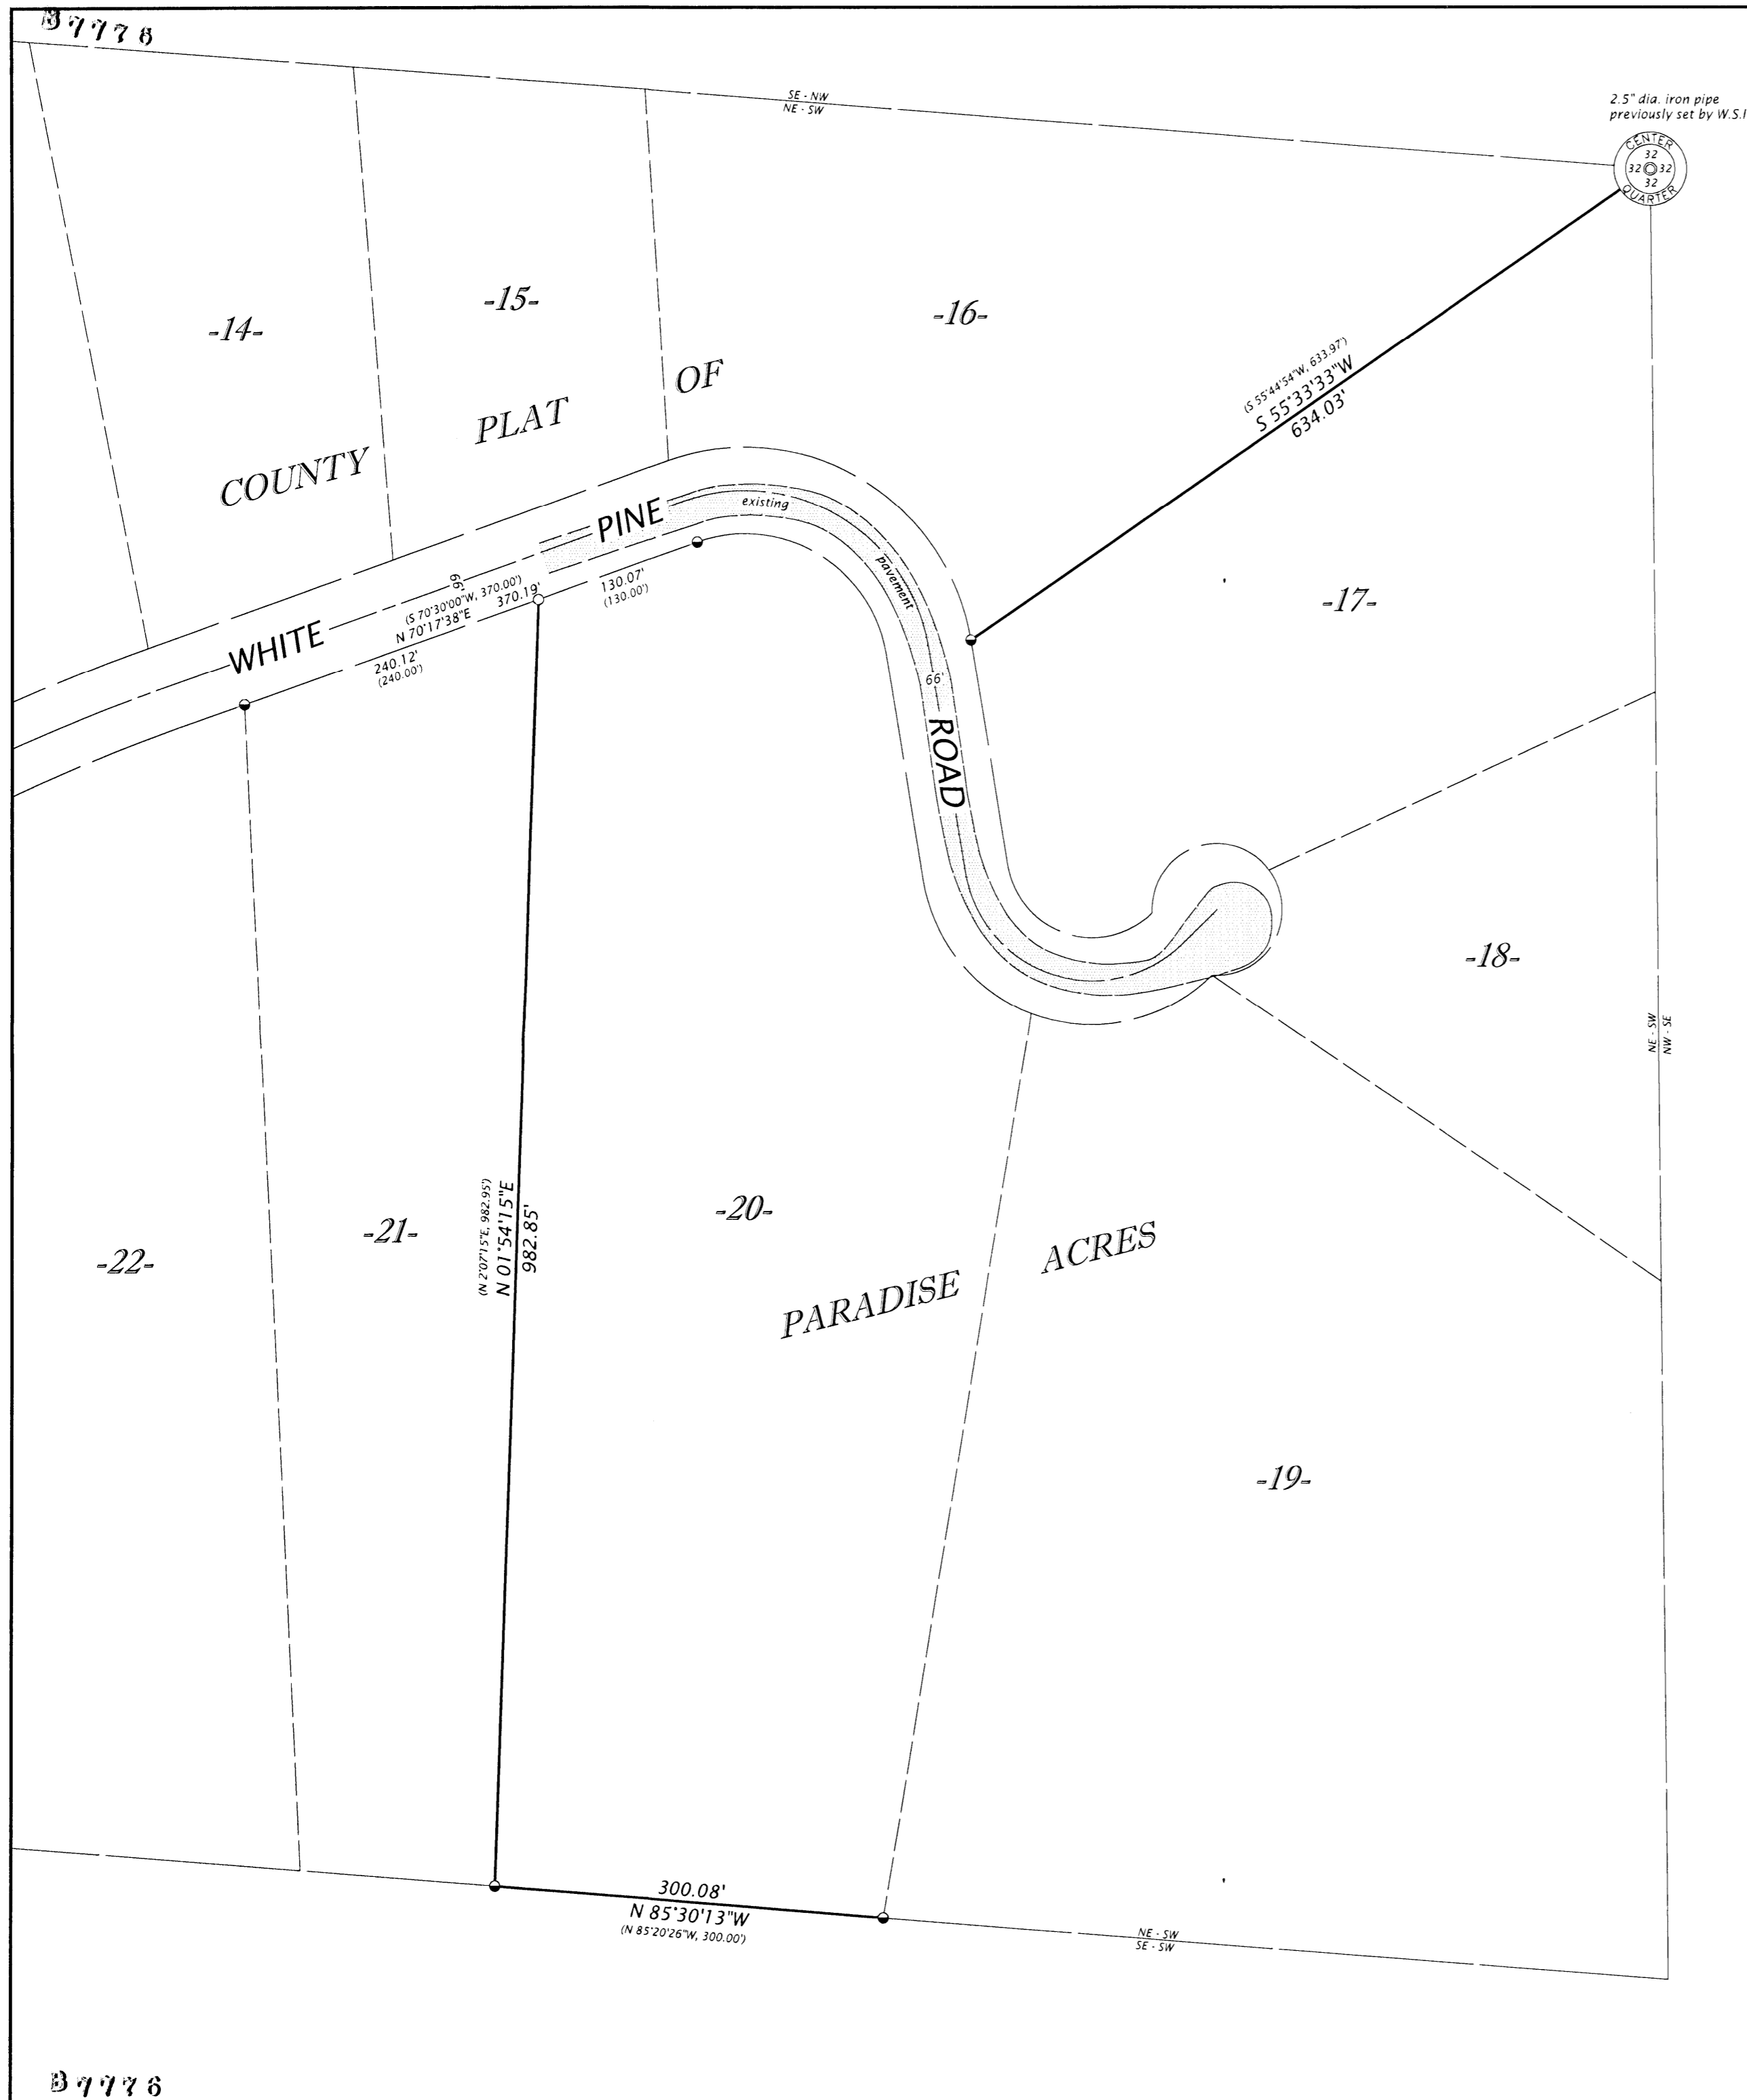 B7776
SE - NW
NE - SW
2.5" dia. iron pipe
previously set by W.S.I
CENTER
32
32 32
32
QUARTER
-14-
-15-
-16-
(S 55°44'54"W, 633.97')
S 55°33'33"W
634.03'
COUNTY PLAT OF
WHITE PINE ROAD
existing
pavement
66'
(S 70°30'00"W, 370.00')
N 70°17'38"E 370.19'
130.07'
(130.00')
240.12'
(240.00')
66'
-17-
-18-
NE - SW
NW - SE
(N 2°07'15"E, 982.95')
N 01°54'15"E
982.85'
-22-
-21-
-20-
PARADISE ACRES
-19-
300.08'
N 85°30'13"W
(N 85°20'26"W, 300.00')
NE - SW
SE - SW
B7776